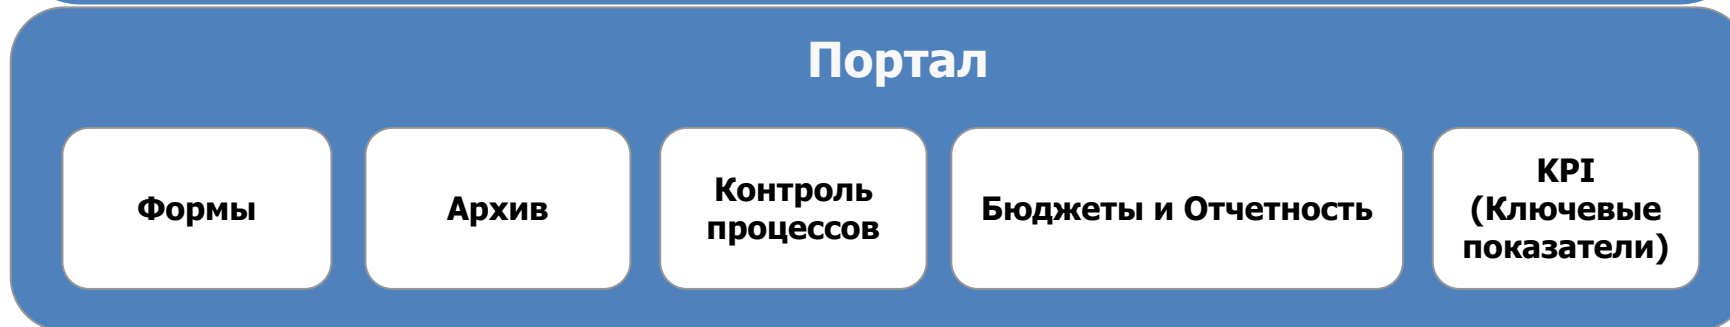 Портал
Формы
Архив
Контроль
процессов
Бюджеты и Отчетность
KPI
(Ключевые
показатели)